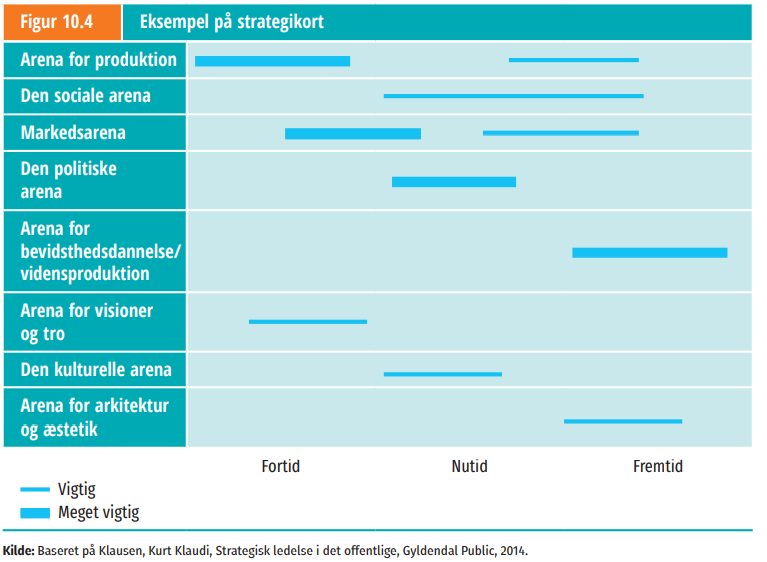 Figur 10.4
Eksempel på strategikort
Arena for produktion
Den sociale arena
Markedsarena
Den politiske
arena
Arena for
bevidsthedsdannelse/
vidensproduktion
Arena for visioner
og tro
Den kulturelle arena
Arena for arkitektur
og æstetik
Fortid
Nutid
Fremtid
Vigtig
Meget vigtig
Kilde: Baseret på Klausen, Kurt Klaudi, Strategisk ledelse i det offentlige, Gyldendal Public, 2014.